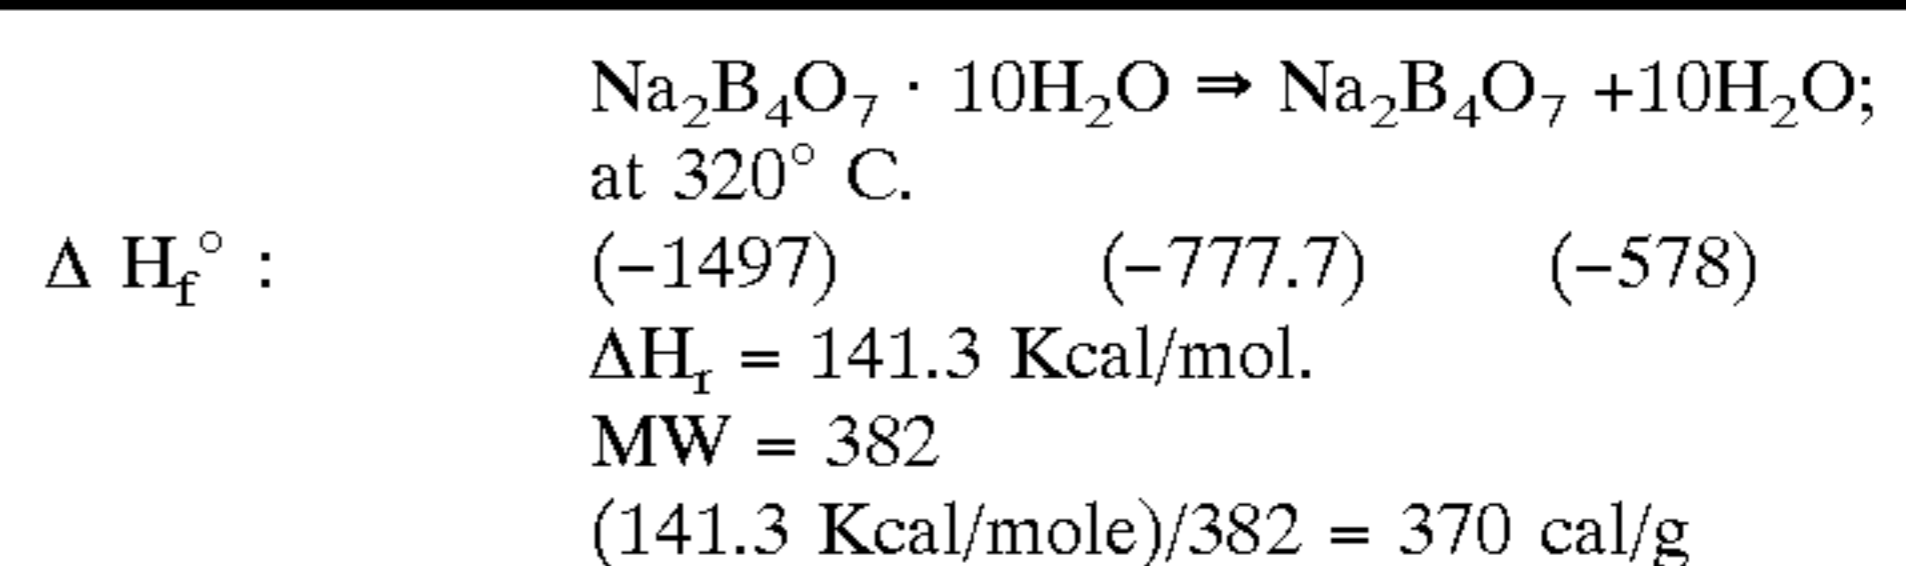 Na₂B₄O₇ · 10H₂O ⇒ Na₂B₄O₇ +10H₂O;
at 320° C.
Δ H_f° : (−1497) (−777.7) (−578)
ΔH_r = 141.3 Kcal/mol.
MW = 382
(141.3 Kcal/mole)/382 = 370 cal/g